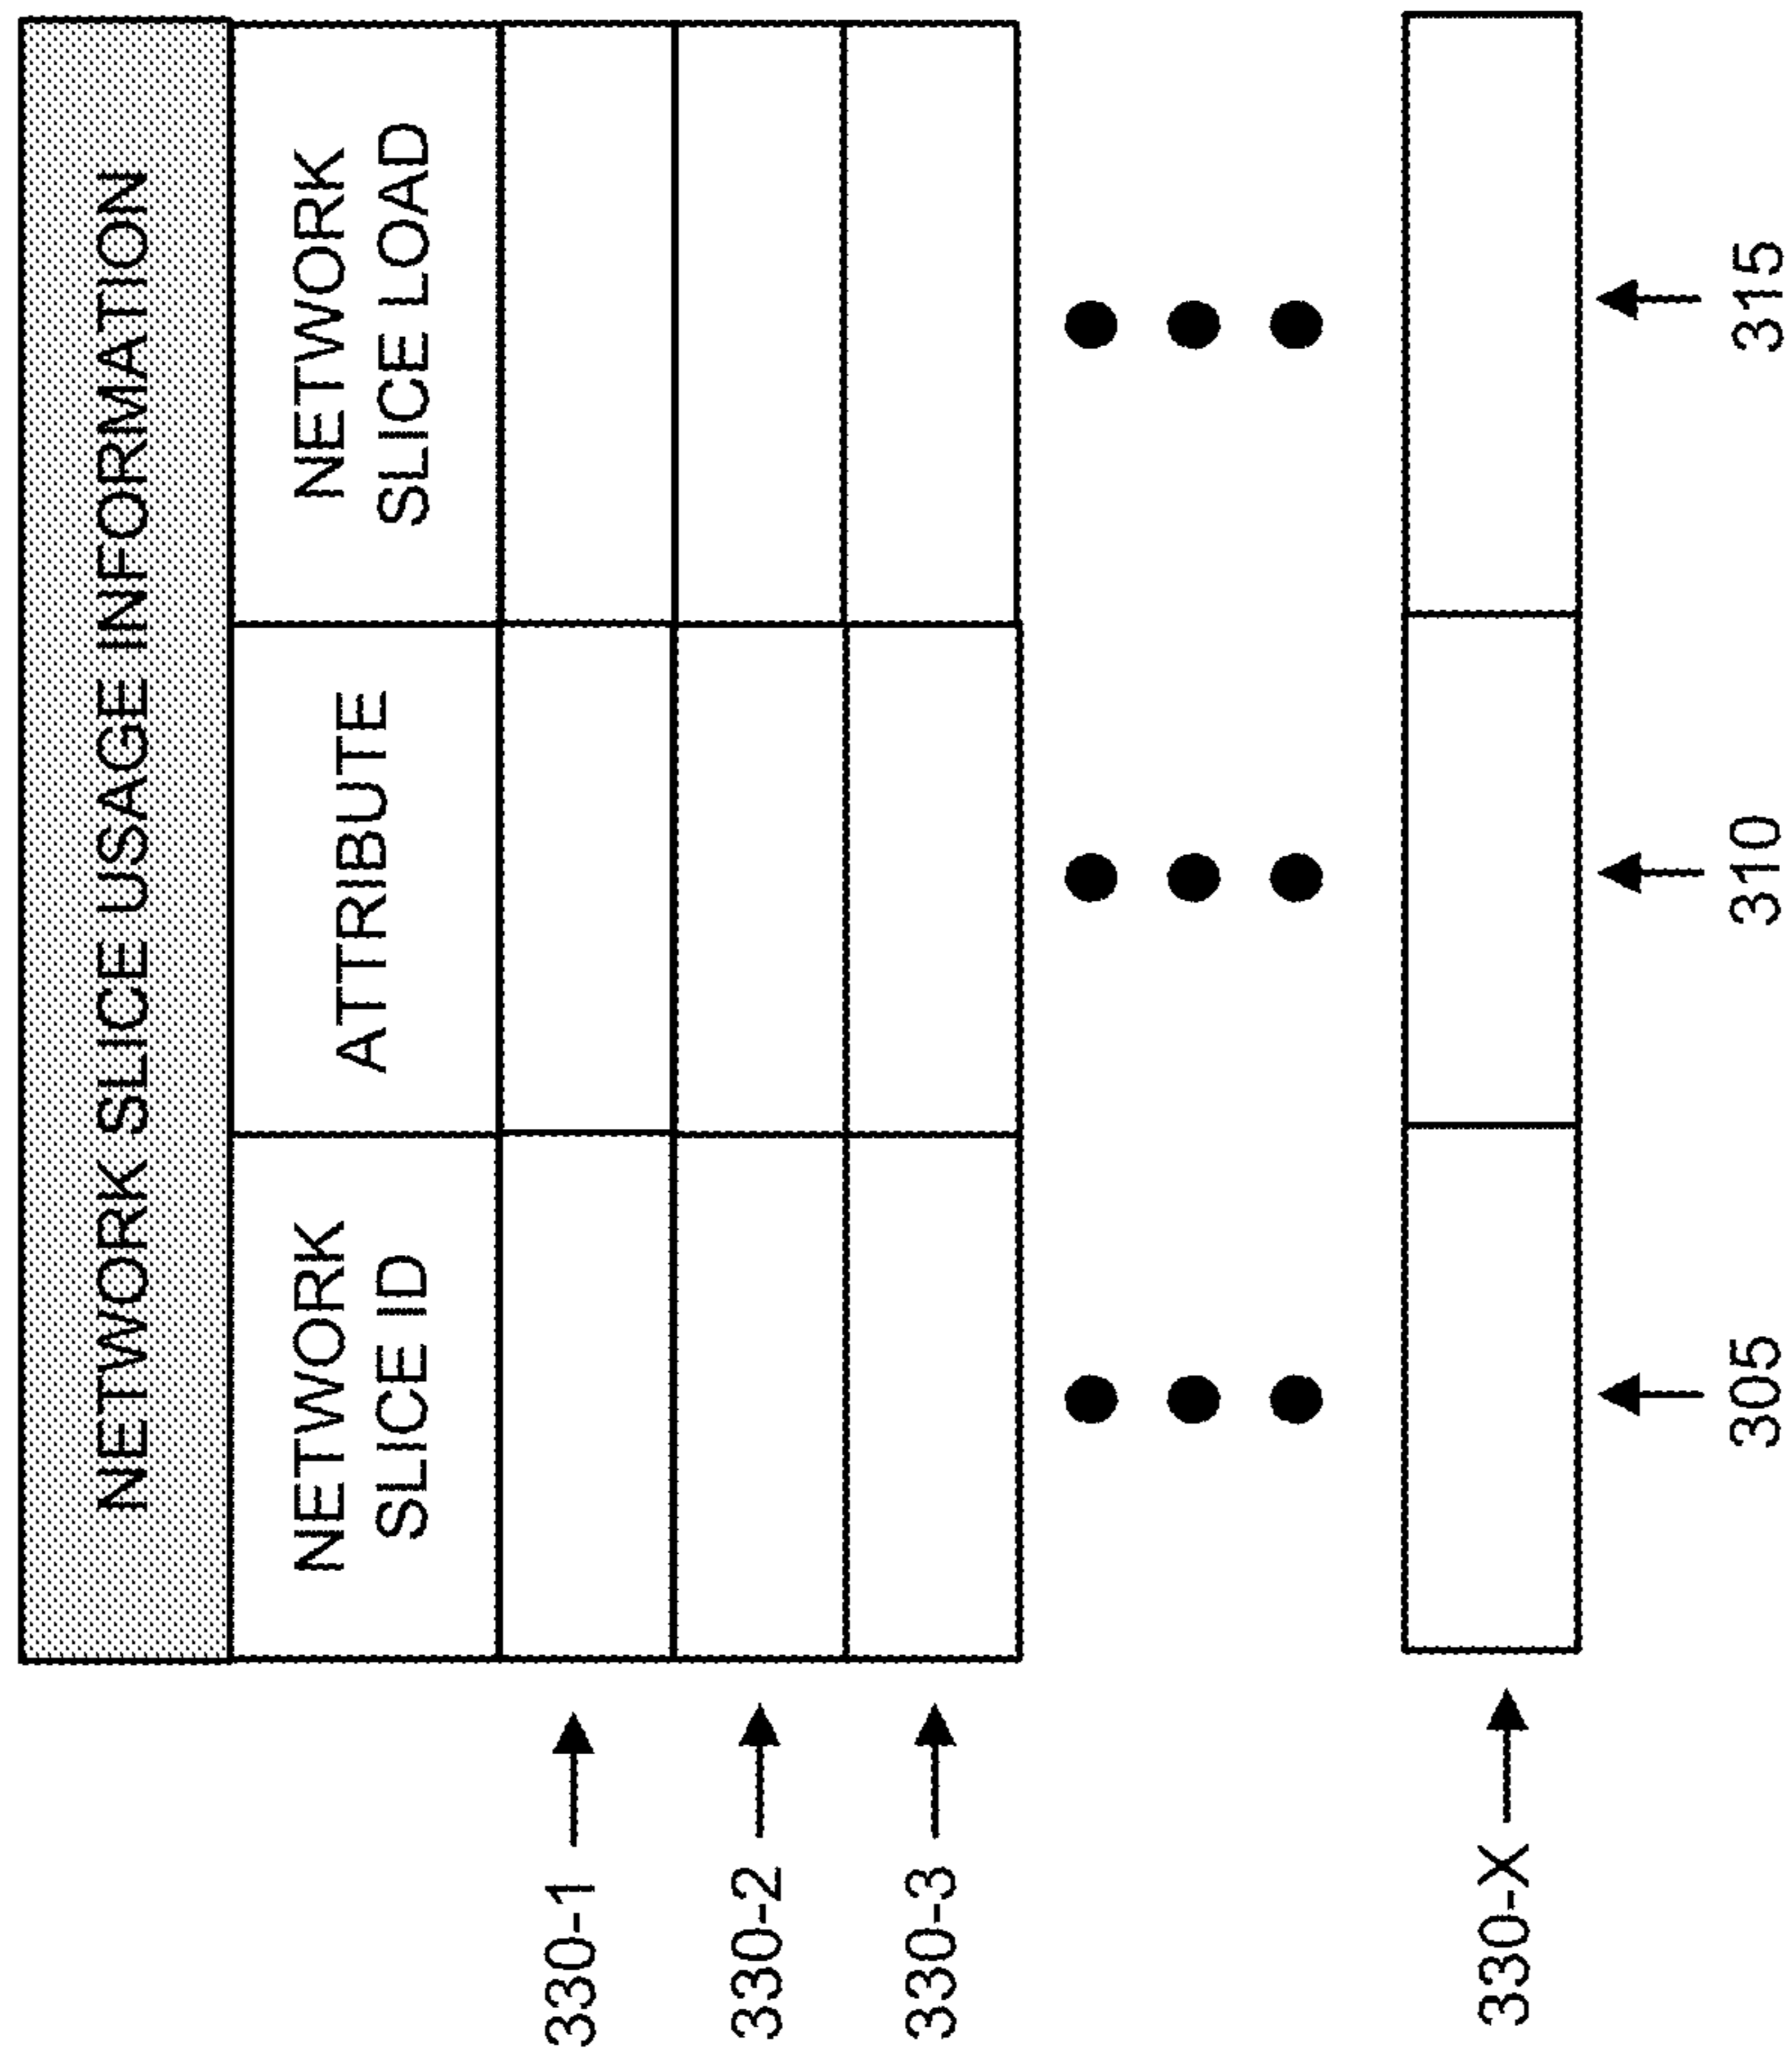 NETWORK SLICE USAGE INFORMATION
NETWORK
SLICE ID
ATTRIBUTE
NETWORK
SLICE LOAD
330-1
330-2
330-3
330-X
305
310
315